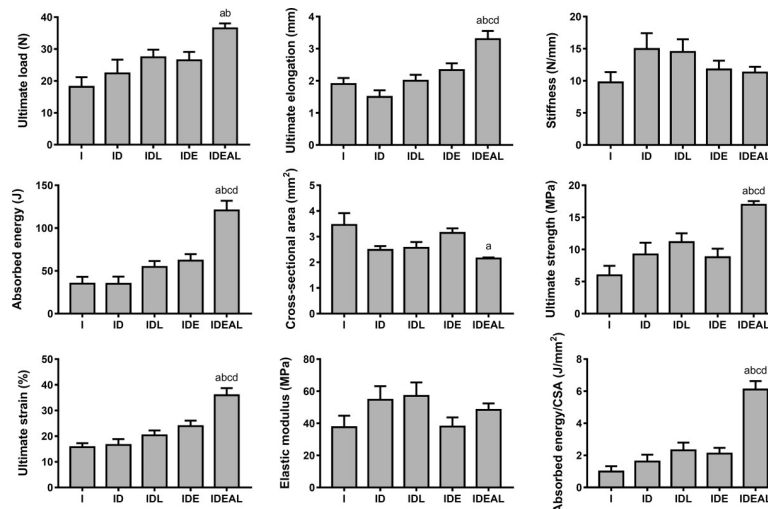 Ultimate load (N)
40
30
20
10
0
ab
I ID IDL IDE IDEAL
Ultimate elongation (mm)
4
3
2
1
0
abcd
I ID IDL IDE IDEAL
Stiffness (N/mm)
20
15
10
5
0
I ID IDL IDE IDEAL
Absorbed energy (J)
150
100
50
0
abcd
I ID IDL IDE IDEAL
Cross-sectional area (mm²)
5
4
3
2
1
0
a
I ID IDL IDE IDEAL
Ultimate strength (MPa)
20
15
10
5
0
abcd
I ID IDL IDE IDEAL
Ultimate strain (%)
50
40
30
20
10
0
abcd
I ID IDL IDE IDEAL
Elastic modulus (MPa)
80
60
40
20
0
I ID IDL IDE IDEAL
Absorbed energy/CSA (J/mm²)
8
6
4
2
0
abcd
I ID IDL IDE IDEAL